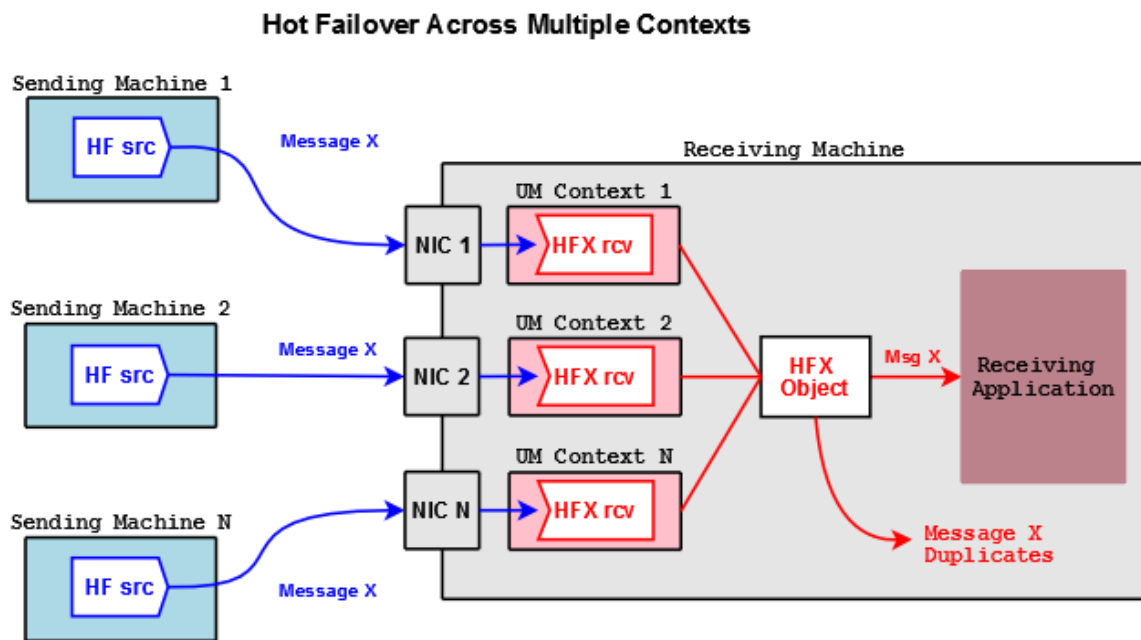 Hot Failover Across Multiple Contexts
Sending Machine 1
HF src
Message X
Receiving Machine
UM Context 1
NIC 1
HFX rcv
Sending Machine 2
HF src
Message X
UM Context 2
NIC 2
HFX rcv
HFX
Object
Msg X
Receiving
Application
UM Context N
NIC N
HFX rcv
Sending Machine N
HF src
Message X
Message X
Duplicates